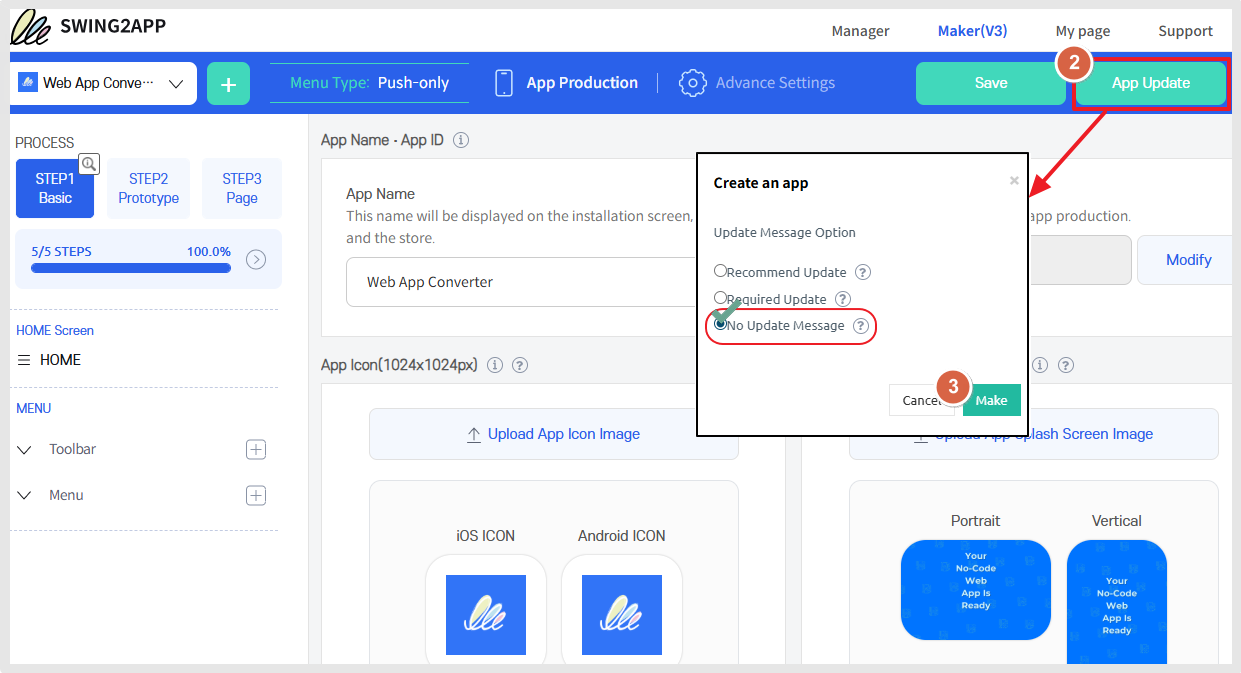 SWING2APP
Manager
Maker(V3)
My page
Support
Web App Conve···
+
Menu Type: Push-only
App Production
Advance Settings
Save
2
App Update
PROCESS
STEP1
Basic
STEP2
Prototype
STEP3
Page
5/5 STEPS
100.0%
HOME Screen
HOME
MENU
Toolbar
Menu
App Name - App ID
App Name
This name will be displayed on the installation screen,
and the store.
Web App Converter
app production.
Modify
Create an app
×
Update Message Option
Recommend Update ?
Required Update ?
No Update Message ?
Cancel
3
Make
App Icon(1024x1024px) i ?
i ?
Upload App Icon Image
Upload App Splash Screen Image
iOS ICON
Android ICON
Portrait
Vertical
Your
No-Code
Web
App Is
Ready
Your
No-Code
Web
App Is
Ready